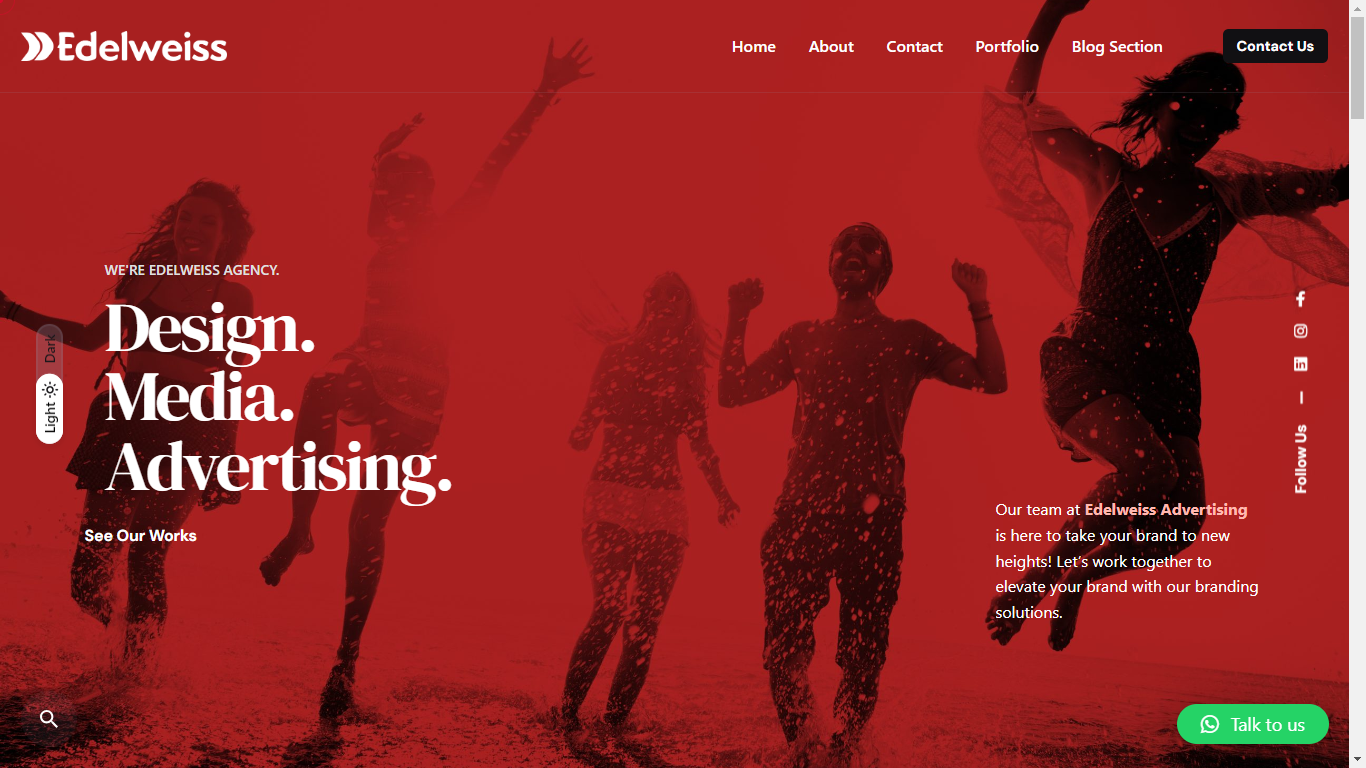 Edelweiss
Home
About
Contact
Portfolio
Blog Section
Contact Us
WE'RE EDELWEISS AGENCY.
Design.
Media.
Advertising.
See Our Works
Dark
Light
Follow Us
Our team at Edelweiss Advertising
is here to take your brand to new
heights! Let's work together to
elevate your brand with our branding
solutions.
Talk to us